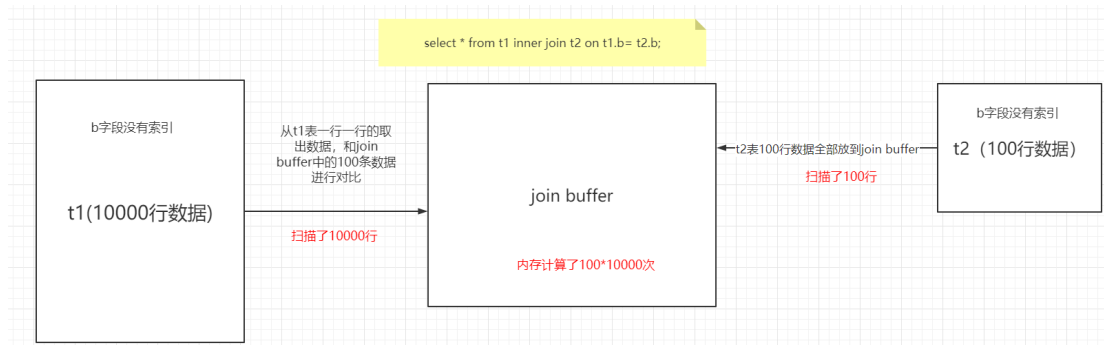 select * from t1 inner join t2 on t1.b= t2.b;
b字段没有索引
t1(10000行数据)
从t1表一行一行的取
出数据，和join
buffer中的100条数据
进行对比
扫描了10000行
join buffer
内存计算了100*10000次
t2表100行数据全部放到join buffer
扫描了100行
b字段没有索引
t2（100行数据）